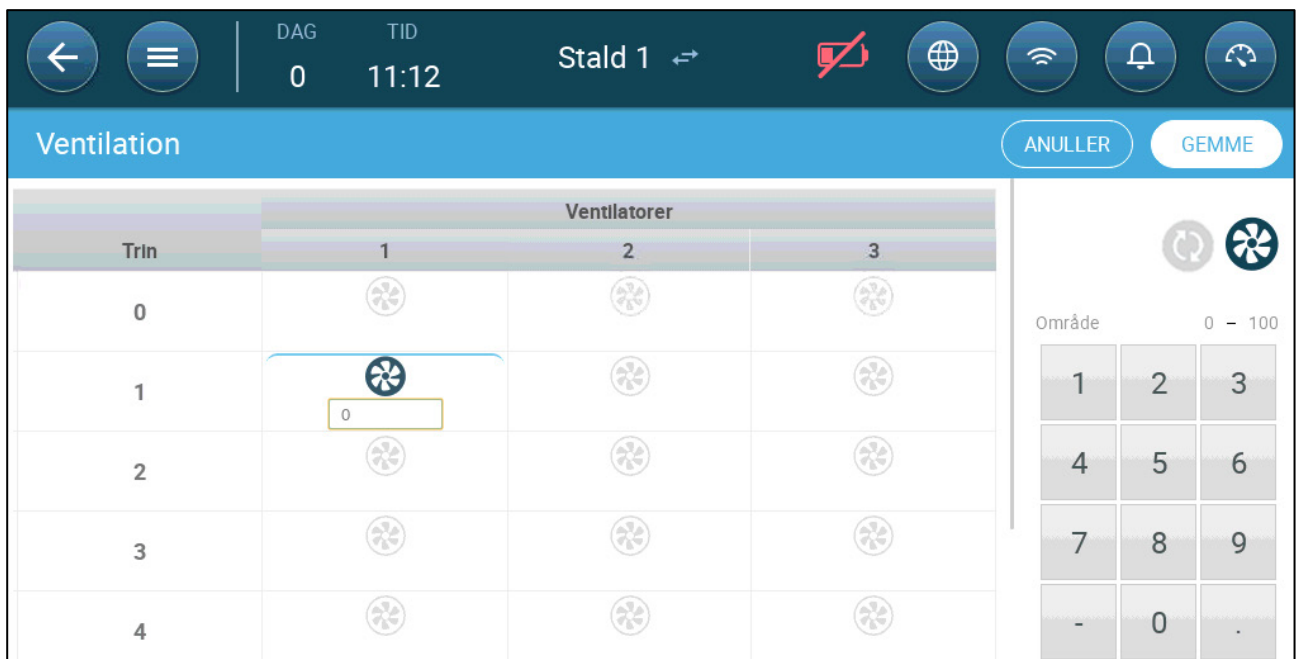 DAG TID
0 11:12 Stald 1
Ventilation ANULLER GEMME
Ventilatorer
Trin 1 2 3
0
Område 0 – 100
1
0
1 2 3
2
4 5 6
3
7 8 9
4
- 0 .